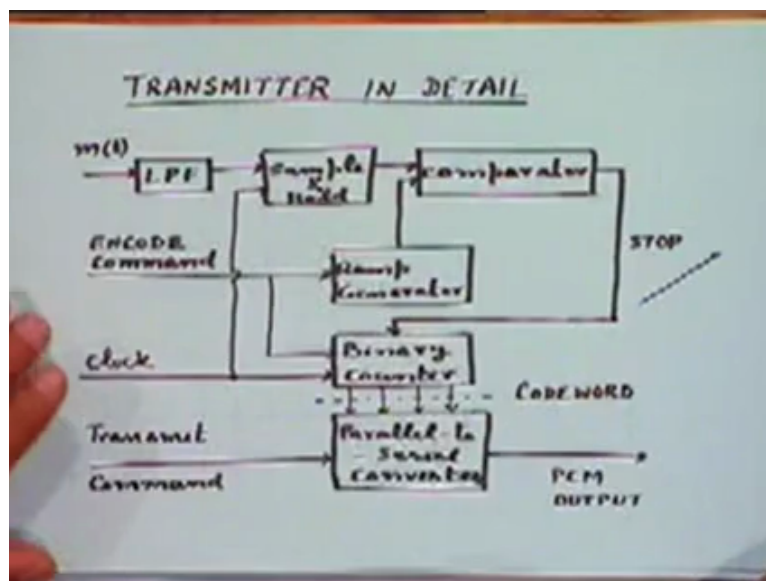 TRANSMITTER IN DETAIL
m(t)
LPF
Sample
&
Hold
Comparator
ENCODE
Command
Ramp
Generator
STOP
Clock
Binary
Counter
CODEWORD
Transmit
Command
Parallel-to
- Serial
Converter
PCM
OUTPUT